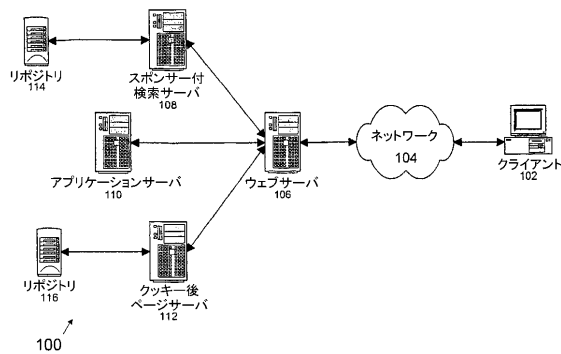 リポジトリ
114
スポンサー付
検索サーバ
108
アプリケーションサーバ
110
ウェブサーバ
106
ネットワーク
104
クライアント
102
リポジトリ
116
クッキー後
ページサーバ
112
100